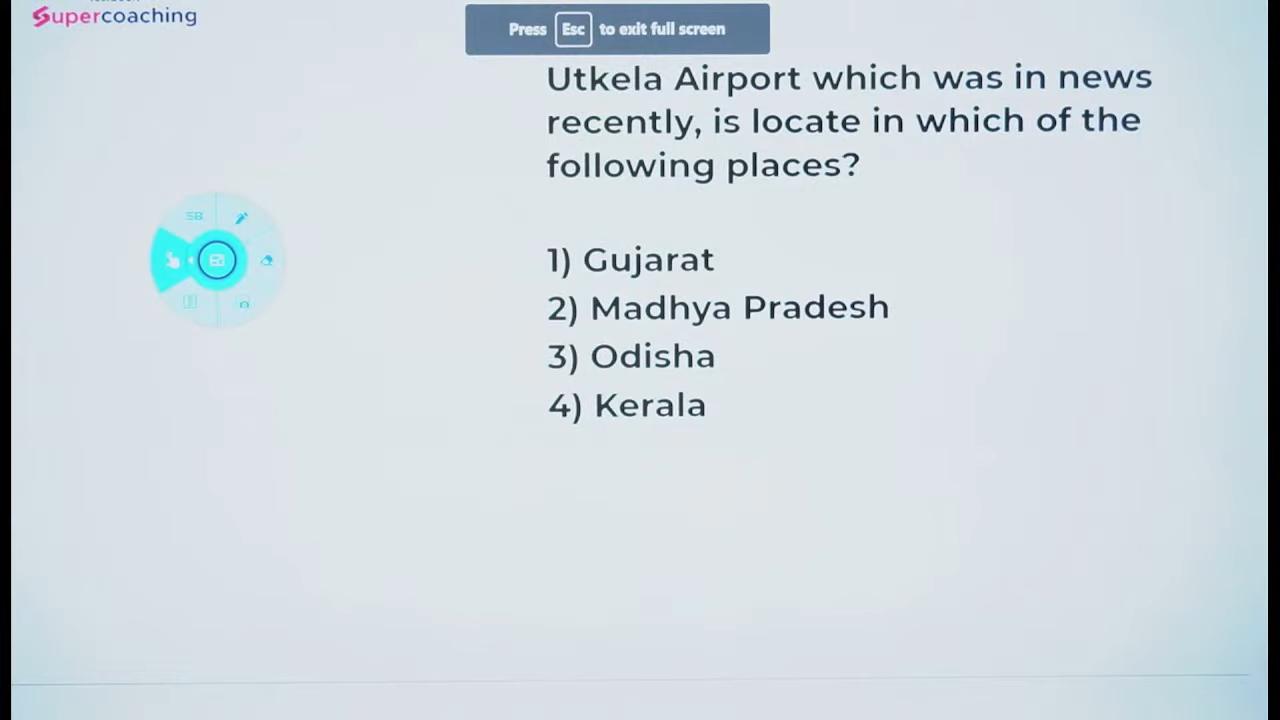 Supercoaching
Press Esc to exit full screen
Utkela Airport which was in news
recently, is locate in which of the
following places?
SB
1) Gujarat
2) Madhya Pradesh
3) Odisha
4) Kerala